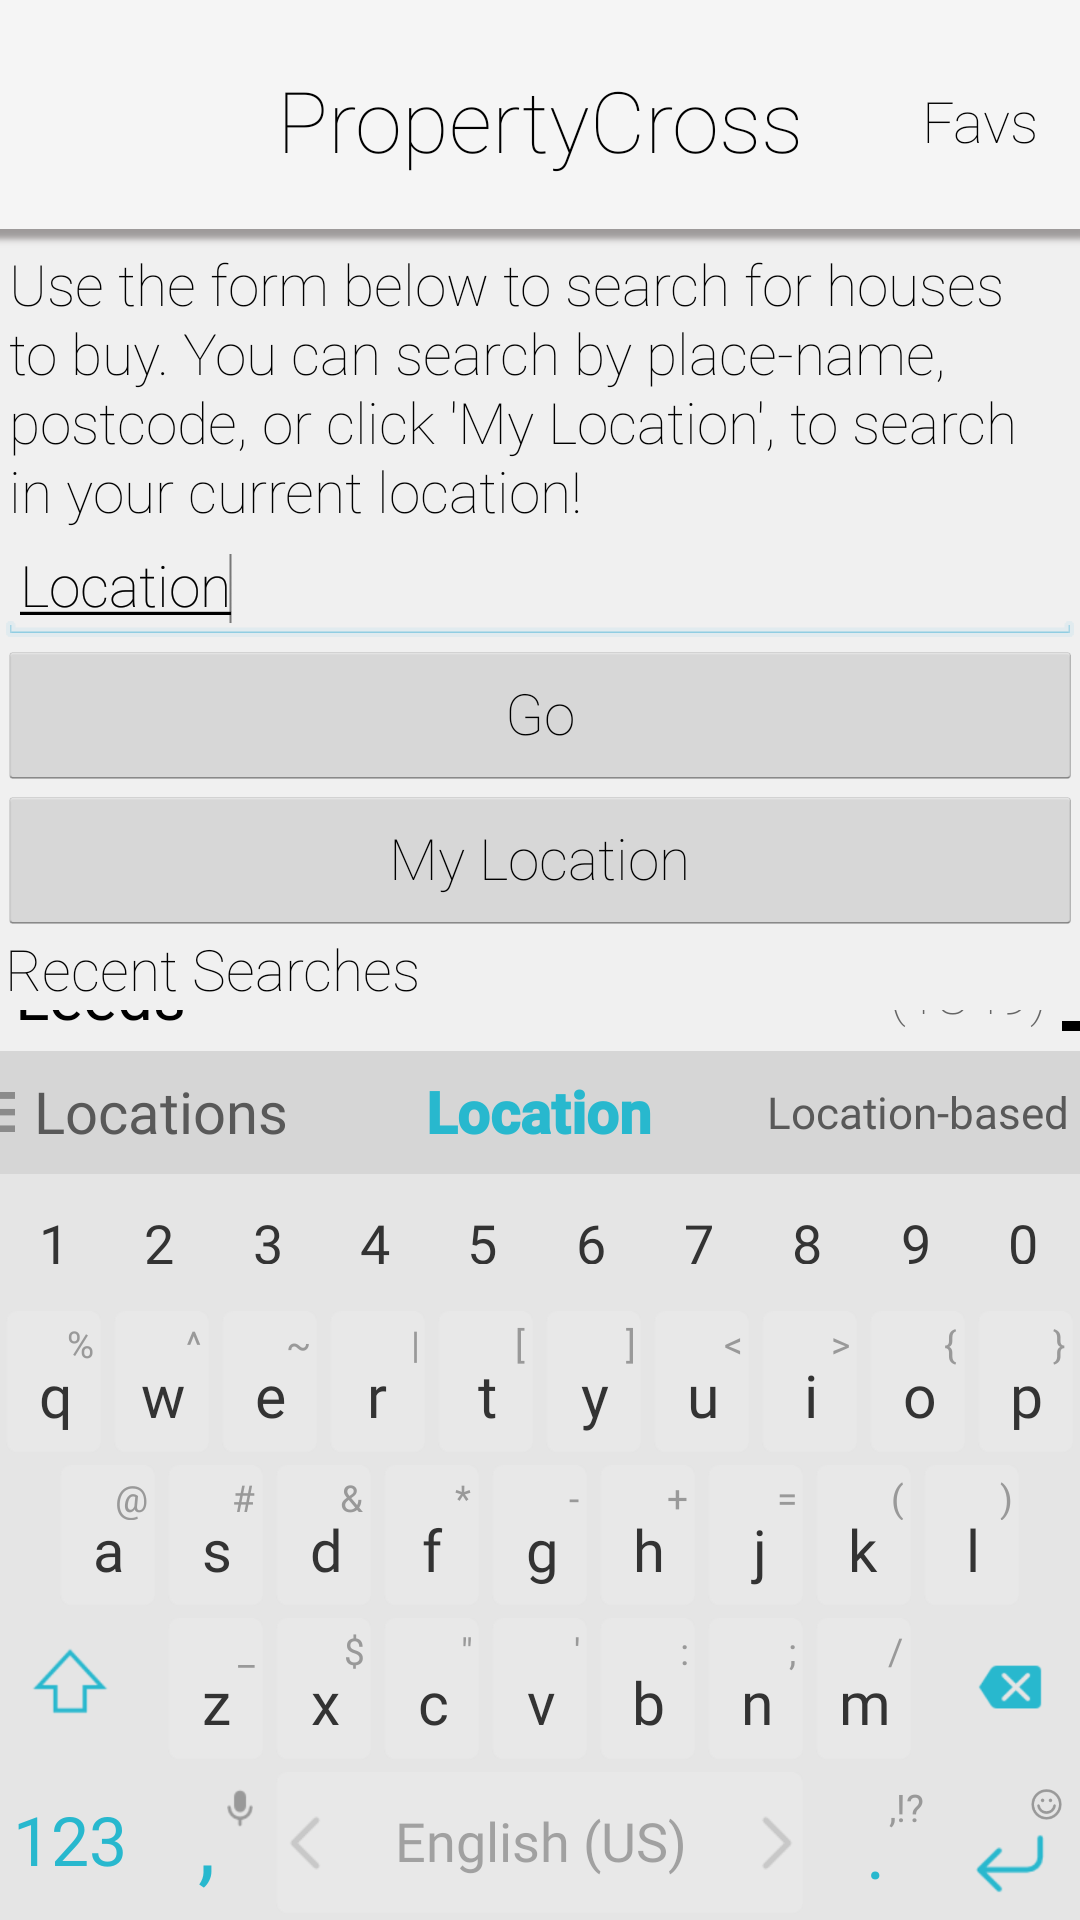 PropertyCross
Favs
Use the form below to search for houses
to buy. You can search by place-name,
postcode, or click 'My Location', to search
in your current location!
Location
Go
My Location
Recent Searches
Leeds
Locations Location Location-based
1 2 3 4 5 6 7 8 9 0
% ^ ~ | [ ] < > { }
q w e r t y u i o p
@ # & * - + = ( )
a s d f g h j k l
_ $ " ' : ; /
z x c v b n m
,!?
123 , English (US) .